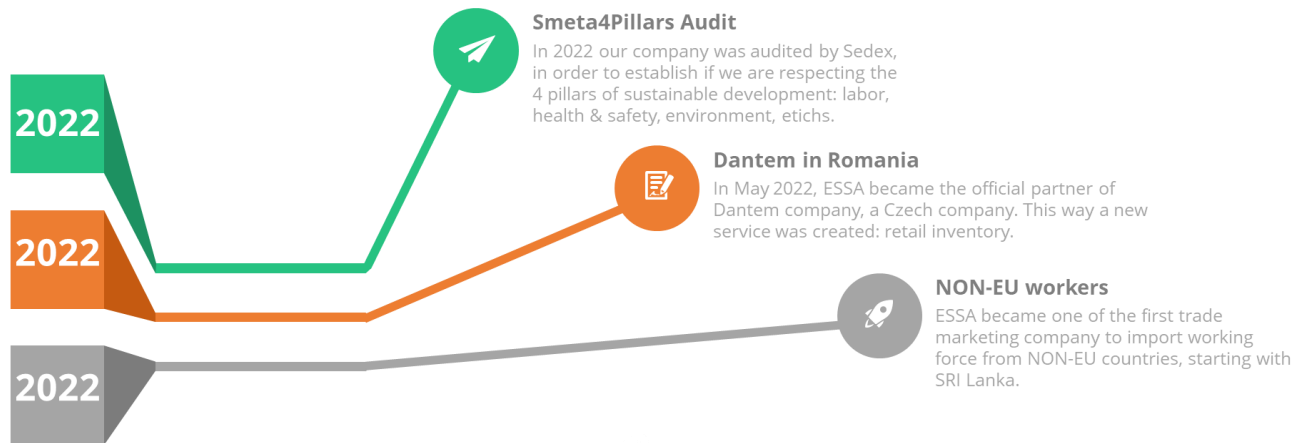 2022
Smeta4Pillars Audit
In 2022 our company was audited by Sedex,
in order to establish if we are respecting the
4 pillars of sustainable development: labor,
health & safety, environment, etichs.
2022
Dantem in Romania
In May 2022, ESSA became the official partner of
Dantem company, a Czech company. This way a new
service was created: retail inventory.
2022
NON-EU workers
ESSA became one of the first trade
marketing company to import working
force from NON-EU countries, starting with
SRI Lanka.